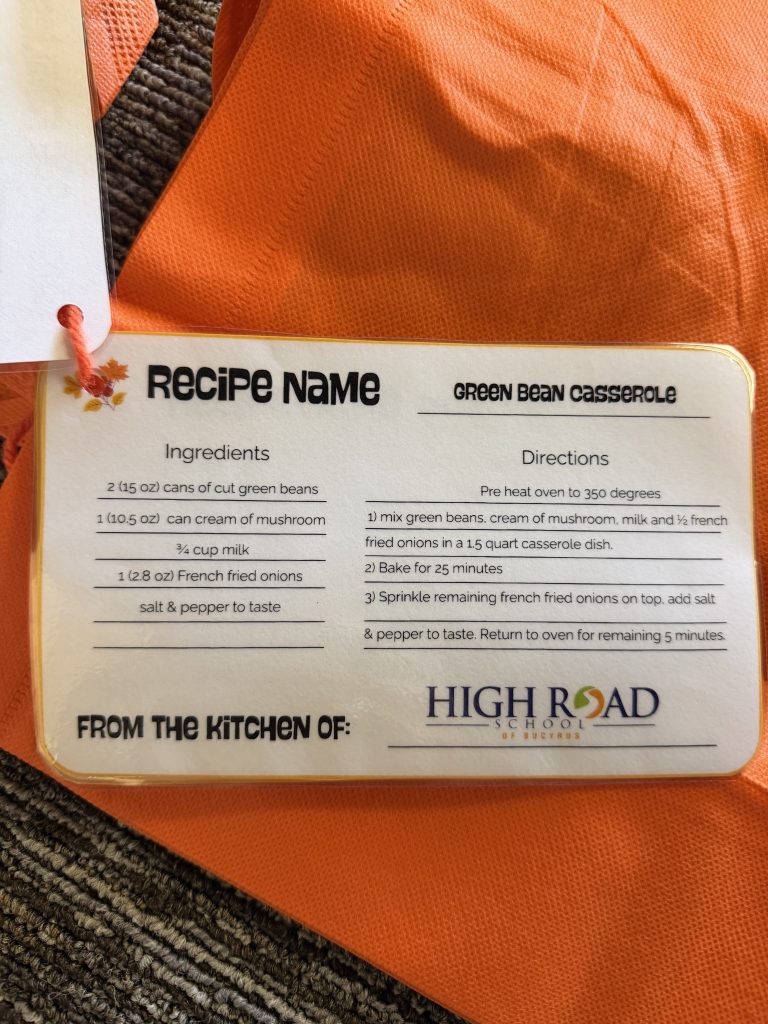 RECIPE NAME
GREEN BEAN CASSEROLE
Ingredients
2 (15 oz) cans of cut green beans
1 (10.5 oz) can cream of mushroom
¾ cup milk
1 (2.8 oz) French fried onions
salt & pepper to taste
Directions
Pre heat oven to 350 degrees
1) mix green beans, cream of mushroom, milk and ½ french
fried onions in a 1.5 quart casserole dish.
2) Bake for 25 minutes
3) Sprinkle remaining french fried onions on top, add salt
& pepper to taste. Return to oven for remaining 5 minutes.
FROM THE KITCHEN OF:
HIGH ROAD
SCHOOL
OF BUCYRUS